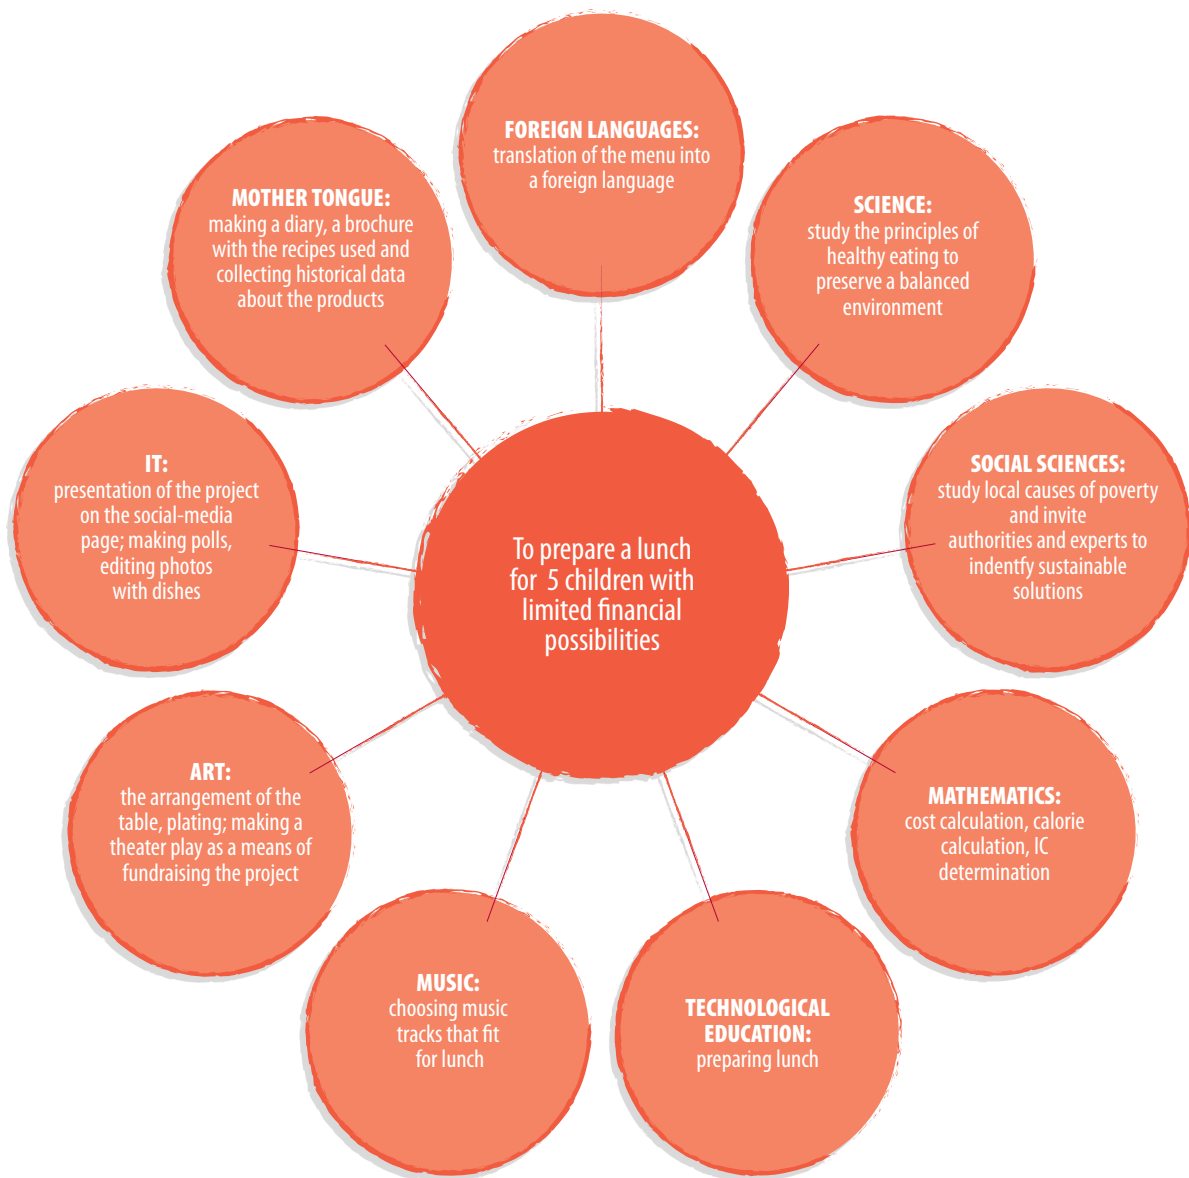 FOREIGN LANGUAGES:
translation of the menu into
a foreign language
MOTHER TONGUE:
making a diary, a brochure
with the recipes used and
collecting historical data
about the products
SCIENCE:
study the principles of
healthy eating to
preserve a balanced
environment
IT:
presentation of the project
on the social-media
page; making polls,
editing photos
with dishes
SOCIAL SCIENCES:
study local causes of poverty
and invite
authorities and experts to
indentfy sustainable
solutions
To prepare a lunch
for 5 children with
limited financial
possibilities
ART:
the arrangement of the
table, plating; making a
theater play as a means of
fundraising the project
MATHEMATICS:
cost calculation, calorie
calculation, IC
determination
MUSIC:
choosing music
tracks that fit
for lunch
TECHNOLOGICAL
EDUCATION:
preparing lunch